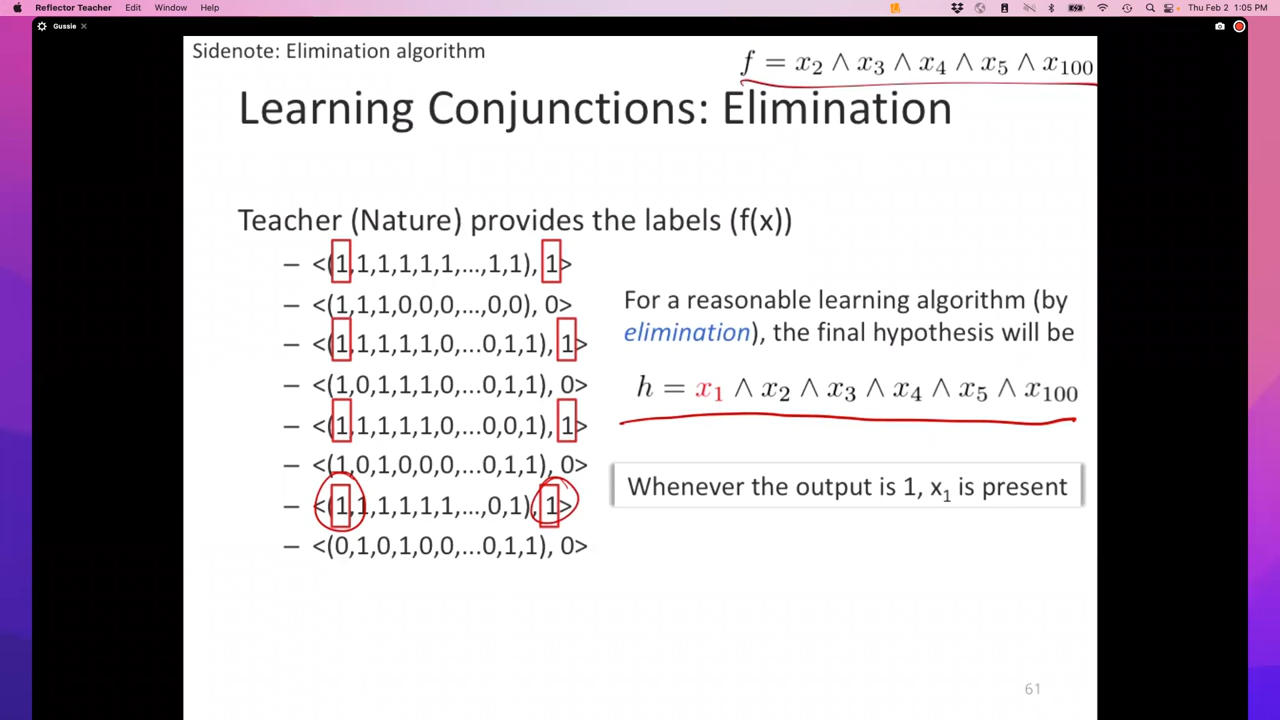 Reflector Teacher Edit Window Help
Thu Feb 2 1:05 PM
Gussie ×
Sidenote: Elimination algorithm
f = x₂ ∧ x₃ ∧ x₄ ∧ x₅ ∧ x₁₀₀
Learning Conjunctions: Elimination
Teacher (Nature) provides the labels (f(x))
– <(1,1,1,1,1,1,...,1,1), 1>
– <(1,1,1,0,0,0,...,0,0), 0>
– <(1,1,1,1,1,0,...0,1,1), 1>
– <(1,0,1,1,1,0,...0,1,1), 0>
– <(1,1,1,1,1,0,...0,0,1), 1>
– <(1,0,1,0,0,0,...0,1,1), 0>
– <(1,1,1,1,1,1,...,0,1), 1>
– <(0,1,0,1,0,0,...0,1,1), 0>
For a reasonable learning algorithm (by
elimination), the final hypothesis will be
h = x₁ ∧ x₂ ∧ x₃ ∧ x₄ ∧ x₅ ∧ x₁₀₀
Whenever the output is 1, x₁ is present
61